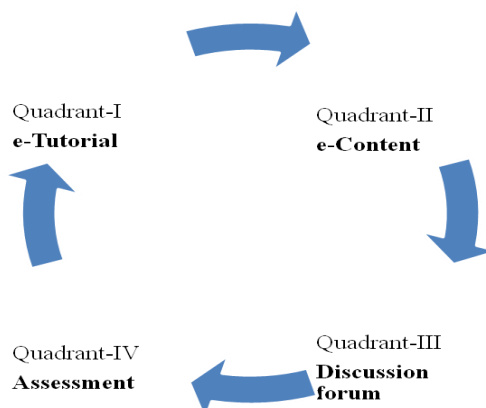 Quadrant-I
e-Tutorial
Quadrant-II
e-Content
Quadrant-III
Discussion
forum
Quadrant-IV
Assessment